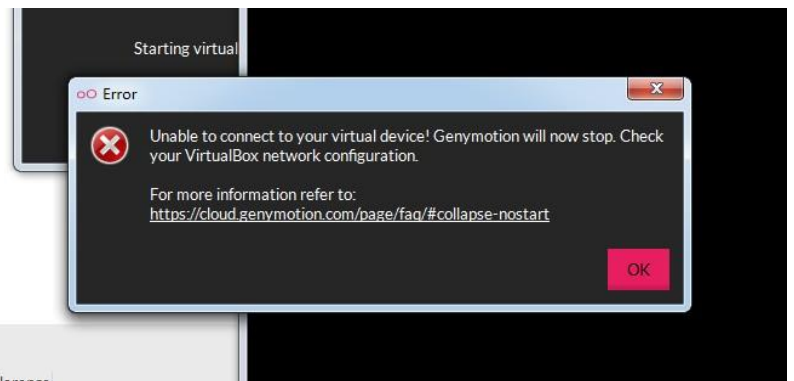 Starting virtual
Error
Unable to connect to your virtual device! Genymotion will now stop. Check
your VirtualBox network configuration.
For more information refer to:
https://cloud.genymotion.com/page/faq/#collapse-nostart
OK